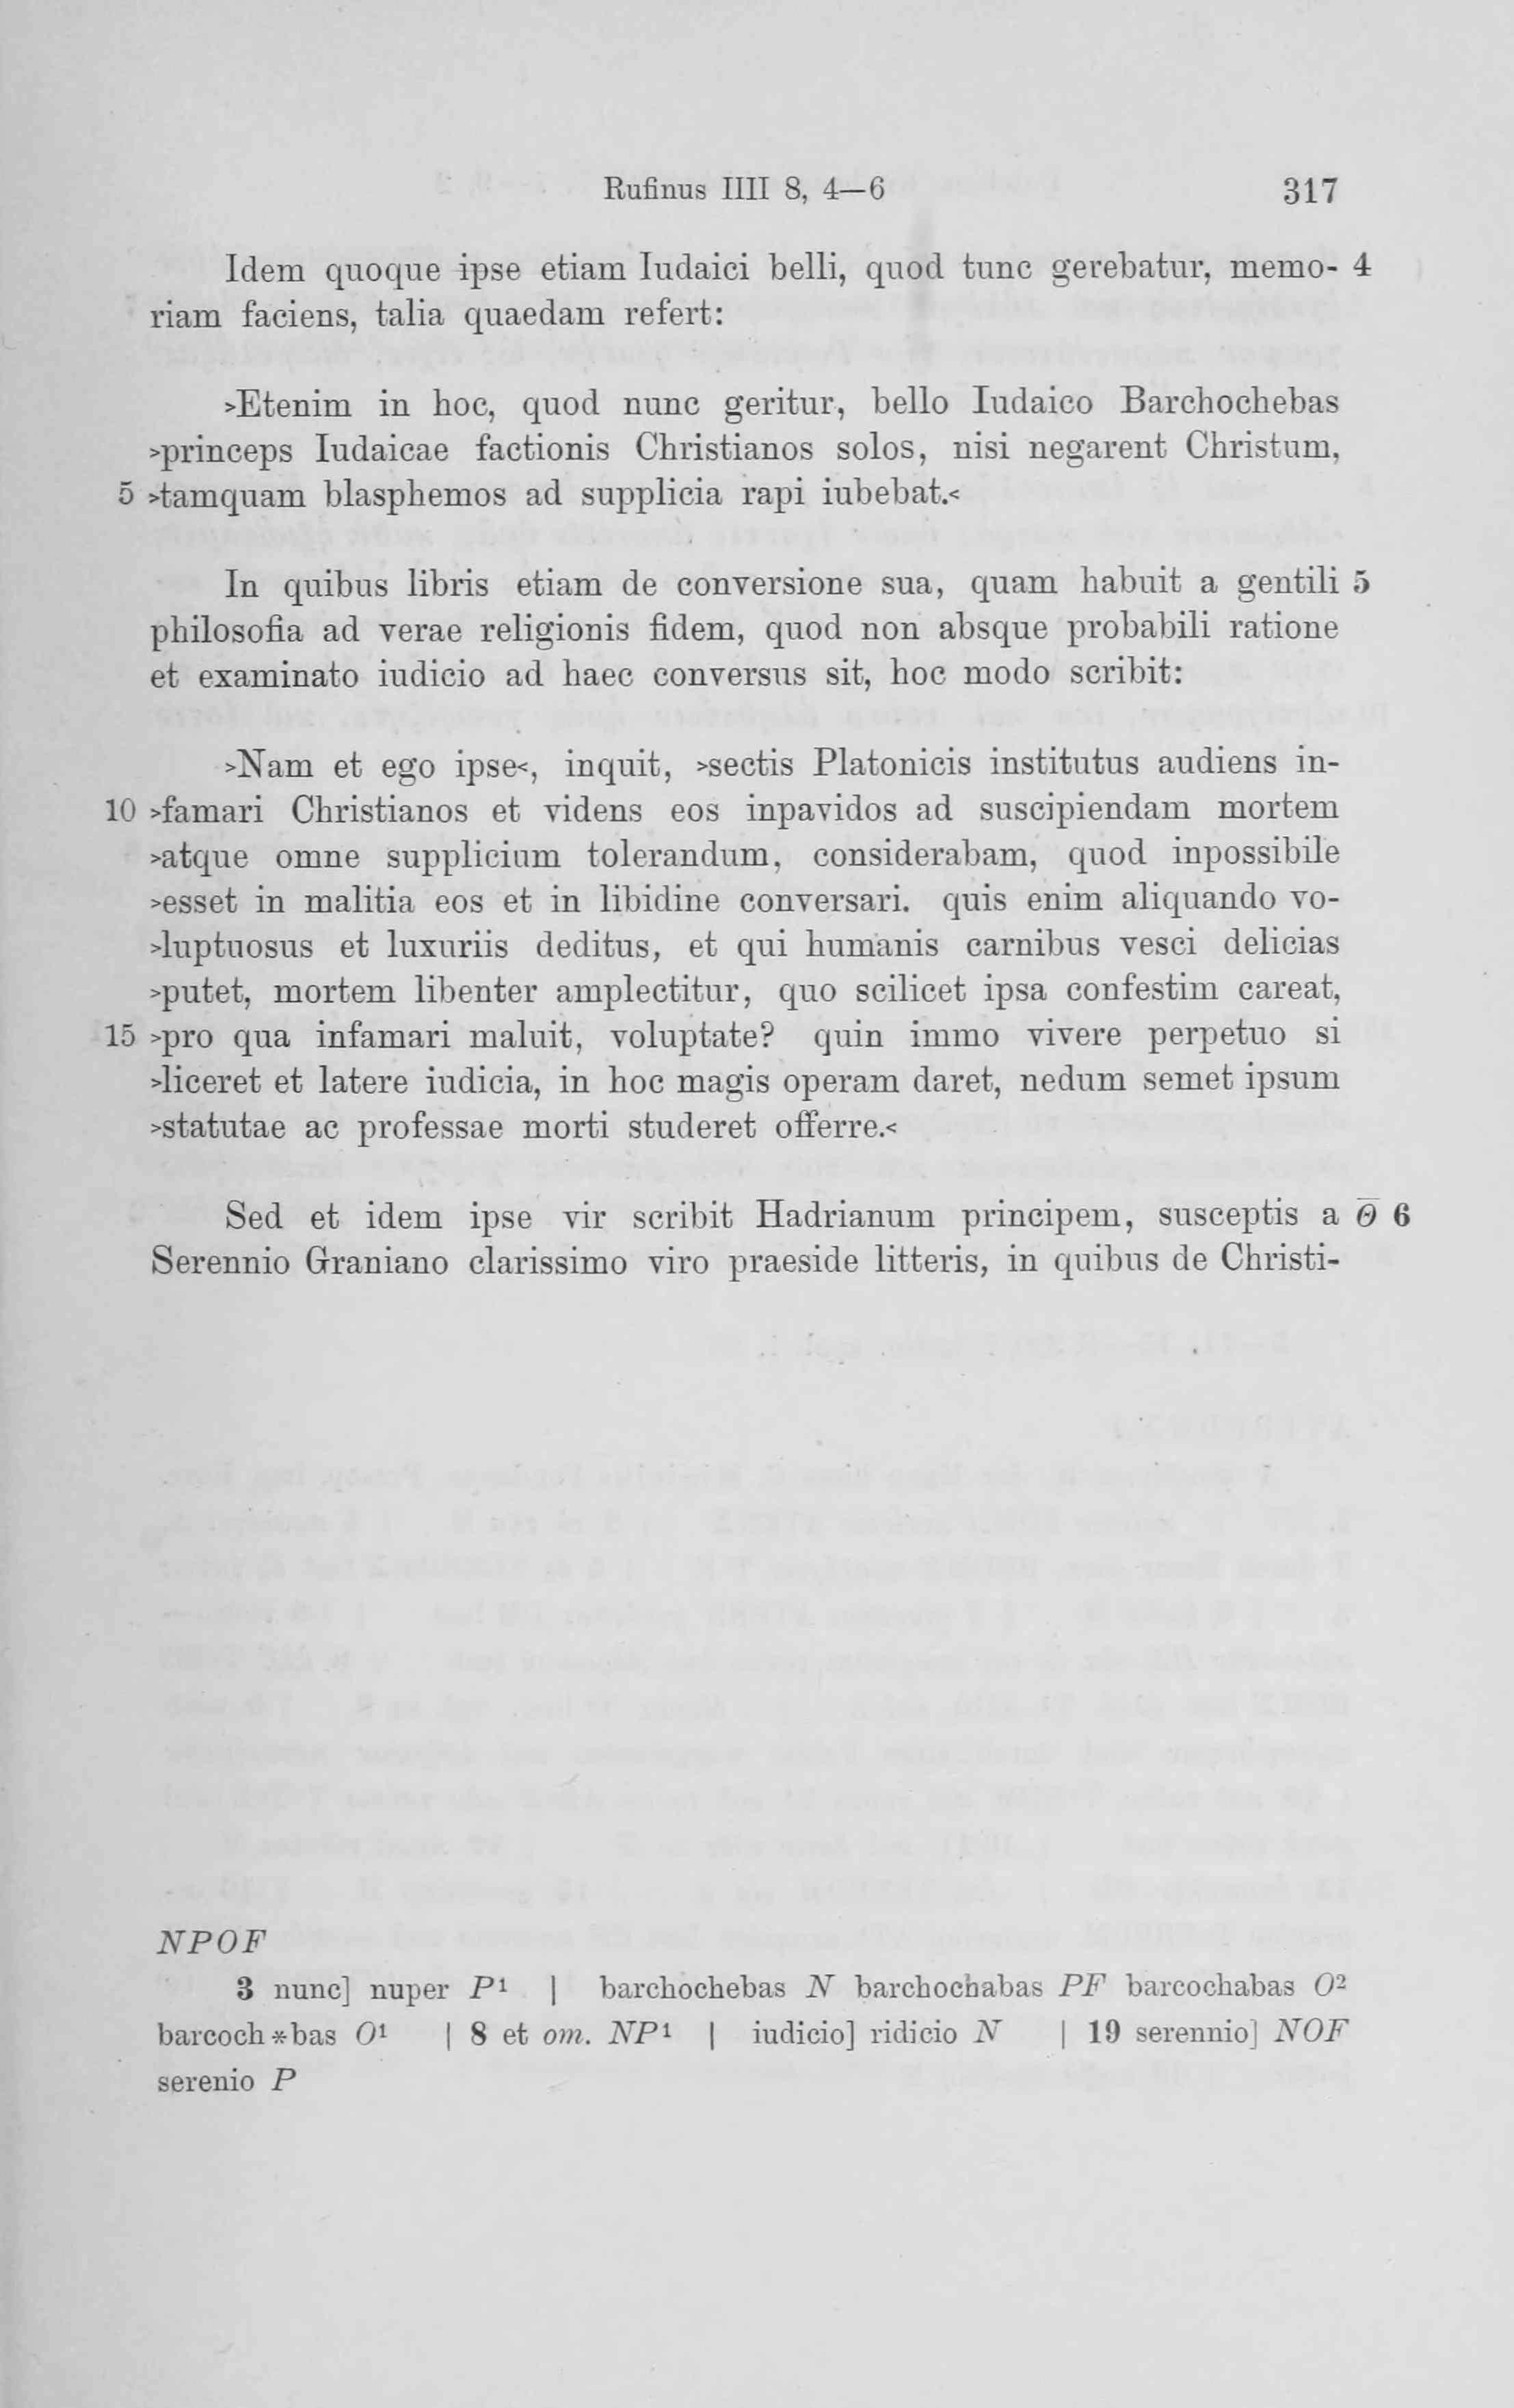 Rufinus IIII 8, 4—6 317
Idem quoque ipse etiam Iudaici belli, quod tunc gerebatur, memo- 4
riam faciens, talia quaedam refert:
>Etenim in hoc, quod nunc geritur, bello Iudaico Barchochebas
>princeps Iudaicae factionis Christianos solos, nisi negarent Christum,
5 >tamquam blasphemos ad supplicia rapi iubebat.<
In quibus libris etiam de conversione sua, quam habuit a gentili 5
philosofia ad verae religionis fidem, quod non absque probabili ratione
et examinato iudicio ad haec conversus sit, hoc modo scribit:
>Nam et ego ipse<, inquit, >sectis Platonicis institutus audiens in-
10 >famari Christianos et videns eos inpavidos ad suscipiendam mortem
>atque omne supplicium tolerandum, considerabam, quod inpossibile
>esset in malitia eos et in libidine conversari. quis enim aliquando vo-
>luptuosus et luxuriis deditus, et qui humanis carnibus vesci delicias
>putet, mortem libenter amplectitur, quo scilicet ipsa confestim careat,
15 >pro qua infamari maluit, voluptate? quin immo vivere perpetuo si
>liceret et latere iudicia, in hoc magis operam daret, nedum semet ipsum
>statutae ac professae morti studeret offerre.<
Sed et idem ipse vir scribit Hadrianum principem, susceptis a Θ̅ 6
Serennio Graniano clarissimo viro praeside litteris, in quibus de Christi-
NPOF
3 nunc] nuper P¹ | barchochebas N barchochabas PF barcochabas O²
barcoch*bas O¹ | 8 et om. NP¹ | iudicio] ridicio N | 19 serennio] NOF
serenio P